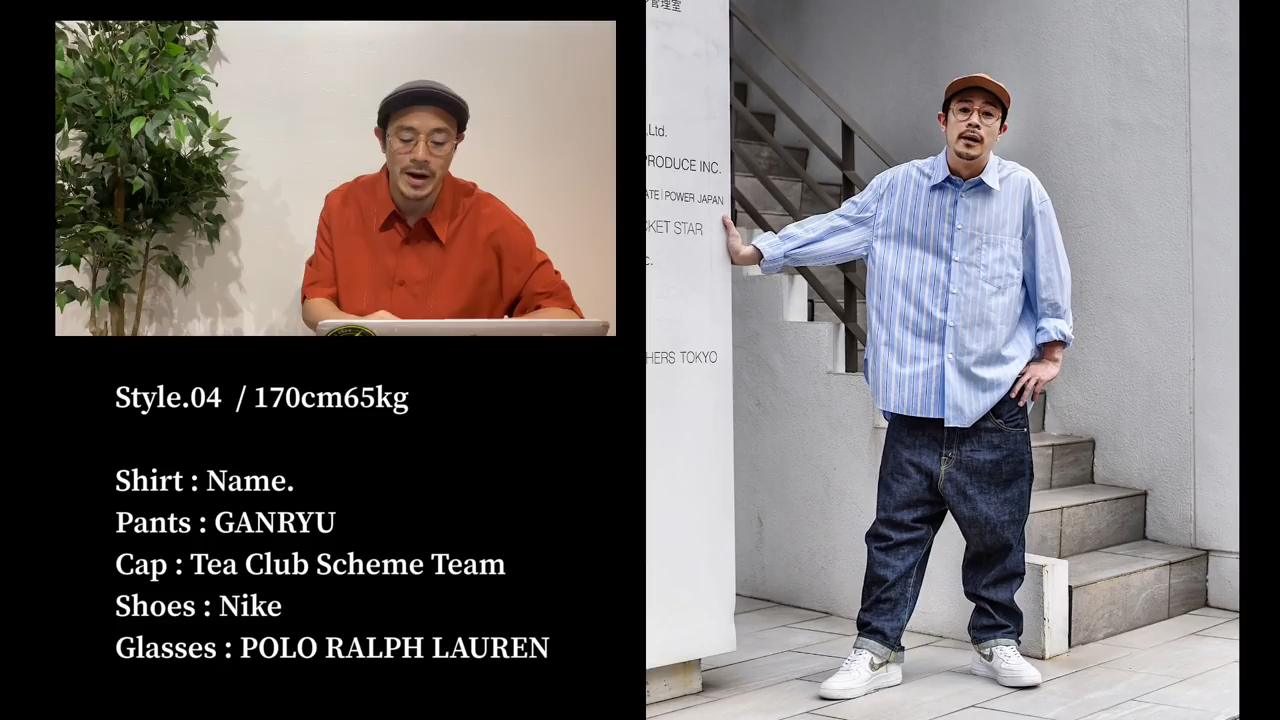 Style.04 / 170cm65kg
Shirt : Name.
Pants : GANRYU
Cap : Tea Club Scheme Team
Shoes : Nike
Glasses : POLO RALPH LAUREN
管理室
,Ltd.
PRODUCE INC.
ATE|POWER JAPAN
KET STAR
c.
HERS TOKYO